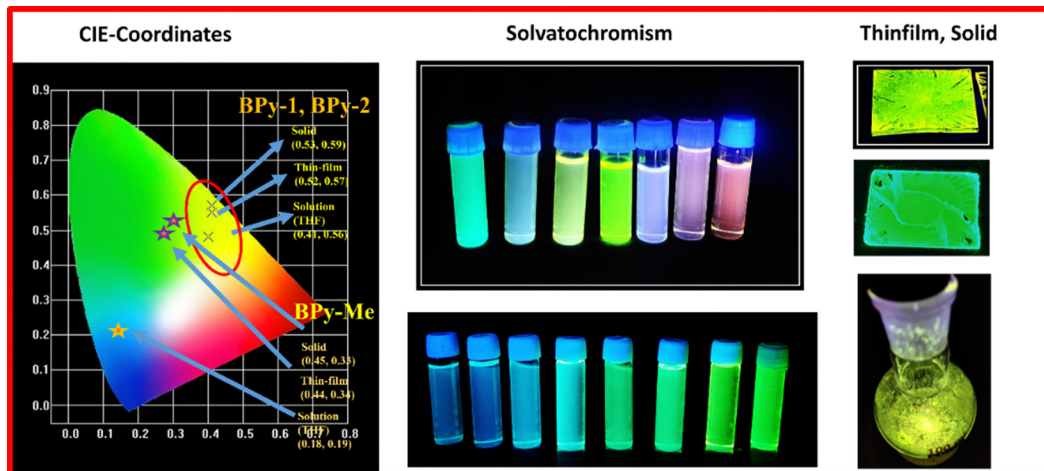 CIE-Coordinates
Solvatochromism
Thinfilm, Solid
BPy-1, BPy-2
Solid
(0.53, 0.59)
Thin-film
(0.52, 0.57)
Solution
(THF)
(0.41, 0.56)
BPy-Me
Solid
(0.45, 0.33)
Thin-film
(0.44, 0.34)
Solution
(THF)
(0.18, 0.19)
0.9
0.8
0.7
0.6
0.5
0.4
0.3
0.2
0.1
0.0
0.0 0.1 0.2 0.3 0.4 0.5 0.6 0.7 0.8